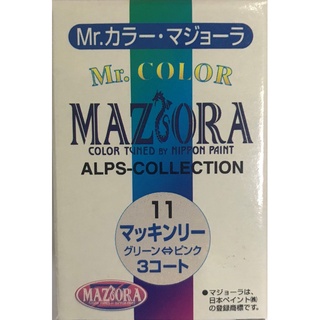 Mr.カラー・マジョーラ
Mr. COLOR
MAZIORA
COLOR TUNED BY NIPPON PAINT
ALPS-COLLECTION
11
マッキンリー
グリーン⇔ピンク
3コート
MAZIORA
●マジョーラは、
日本ペイント㈱
の登録商標です。